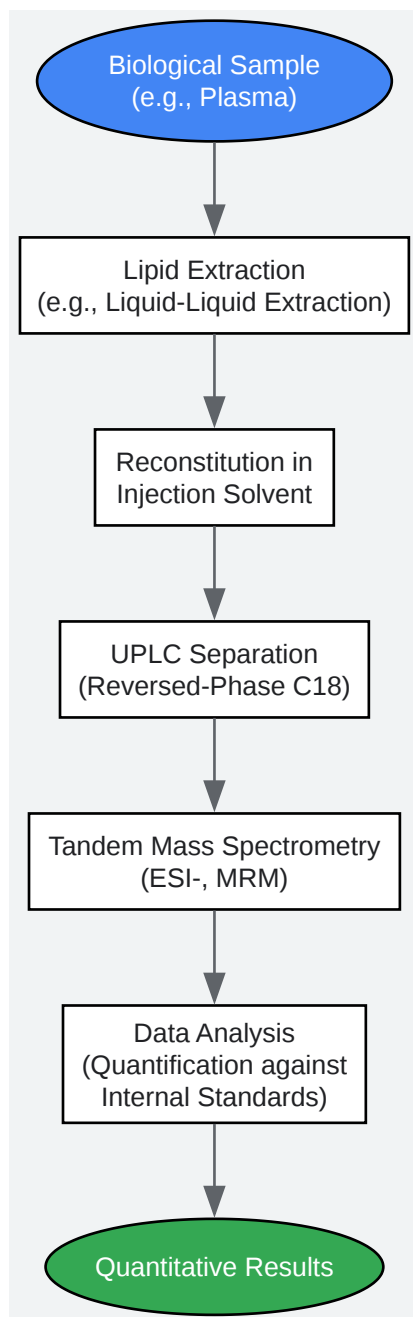 Biological Sample
(e.g., Plasma)
Lipid Extraction
(e.g., Liquid-Liquid Extraction)
Reconstitution in
Injection Solvent
UPLC Separation
(Reversed-Phase C18)
Tandem Mass Spectrometry
(ESI-, MRM)
Data Analysis
(Quantification against
Internal Standards)
Quantitative Results